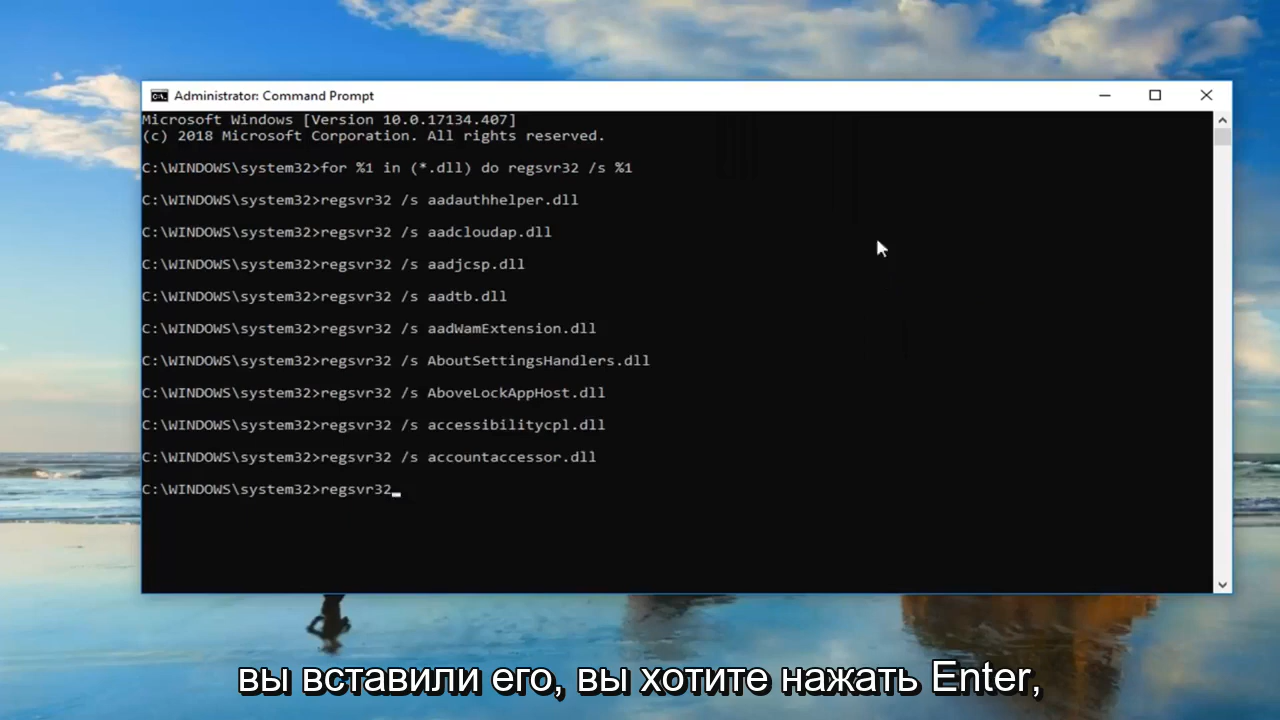 Administrator: Command Prompt
Microsoft Windows [Version 10.0.17134.407]
(c) 2018 Microsoft Corporation. All rights reserved.
C:\WINDOWS\system32>for %1 in (*.dll) do regsvr32 /s %1
C:\WINDOWS\system32>regsvr32 /s aadauthhelper.dll
C:\WINDOWS\system32>regsvr32 /s aadcloudap.dll
C:\WINDOWS\system32>regsvr32 /s aadjcsp.dll
C:\WINDOWS\system32>regsvr32 /s aadtb.dll
C:\WINDOWS\system32>regsvr32 /s aadWamExtension.dll
C:\WINDOWS\system32>regsvr32 /s AboutSettingsHandlers.dll
C:\WINDOWS\system32>regsvr32 /s AboveLockAppHost.dll
C:\WINDOWS\system32>regsvr32 /s accessibilitycpl.dll
C:\WINDOWS\system32>regsvr32 /s accountaccessor.dll
C:\WINDOWS\system32>regsvr32
вы вставили его, вы хотите нажать Enter,